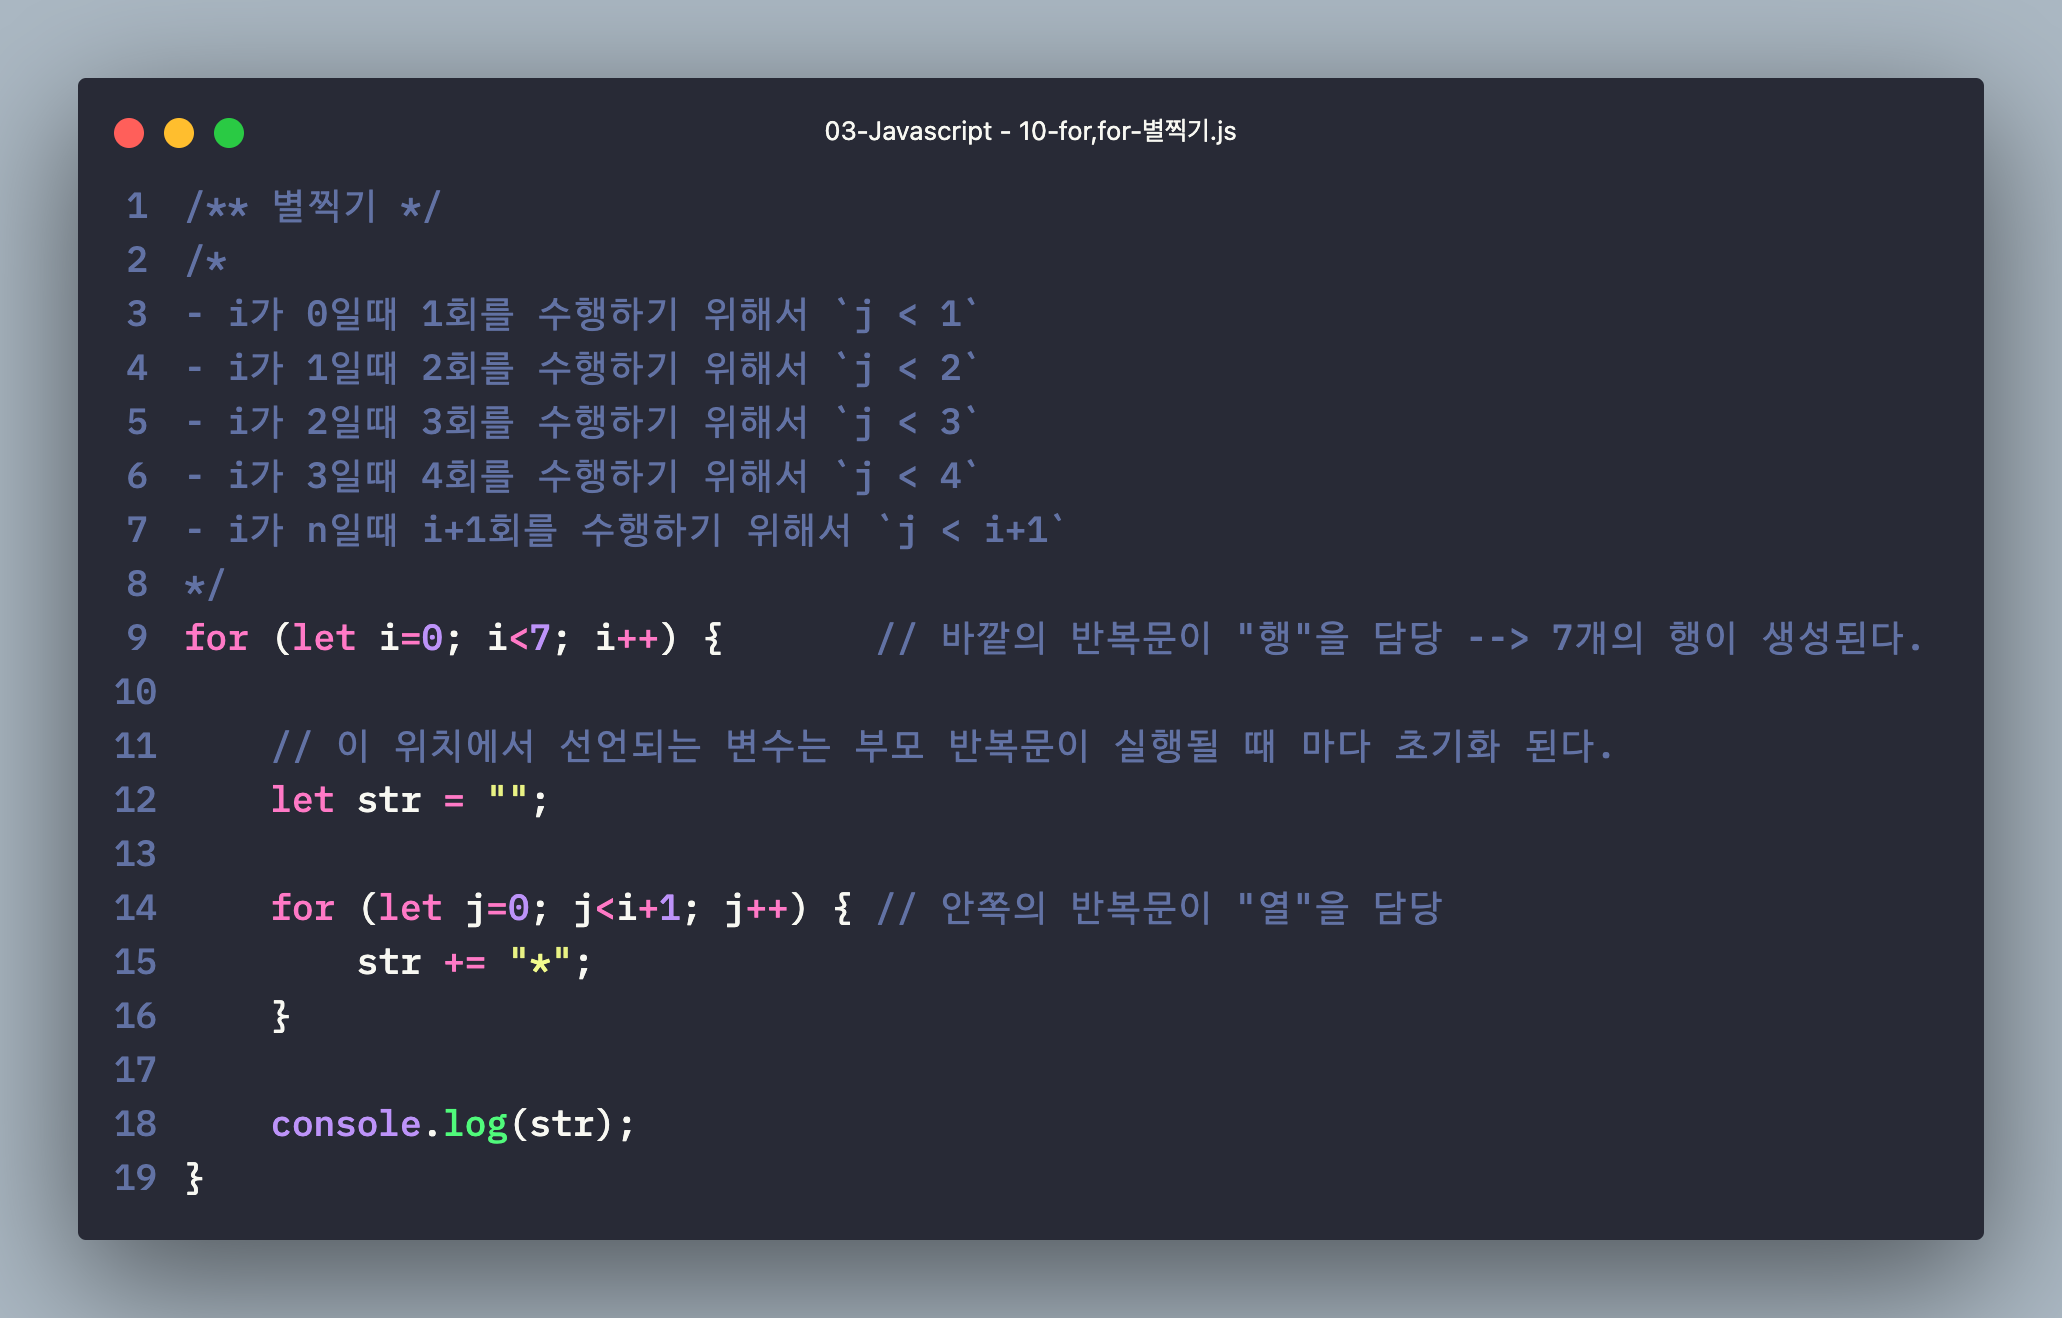 03-Javascript - 10-for,for-별찍기.js
1 /** 별찍기 */
2 /*
3 - i가 0일때 1회를 수행하기 위해서 `j < 1`
4 - i가 1일때 2회를 수행하기 위해서 `j < 2`
5 - i가 2일때 3회를 수행하기 위해서 `j < 3`
6 - i가 3일때 4회를 수행하기 위해서 `j < 4`
7 - i가 n일때 i+1회를 수행하기 위해서 `j < i+1`
8 */
9 for (let i=0; i<7; i++) {       // 바깥의 반복문이 "행"을 담당 --> 7개의 행이 생성된다.
10
11     // 이 위치에서 선언되는 변수는 부모 반복문이 실행될 때 마다 초기화 된다.
12     let str = "";
13
14     for (let j=0; j<i+1; j++) { // 안쪽의 반복문이 "열"을 담당
15         str += "*";
16     }
17
18     console.log(str);
19 }